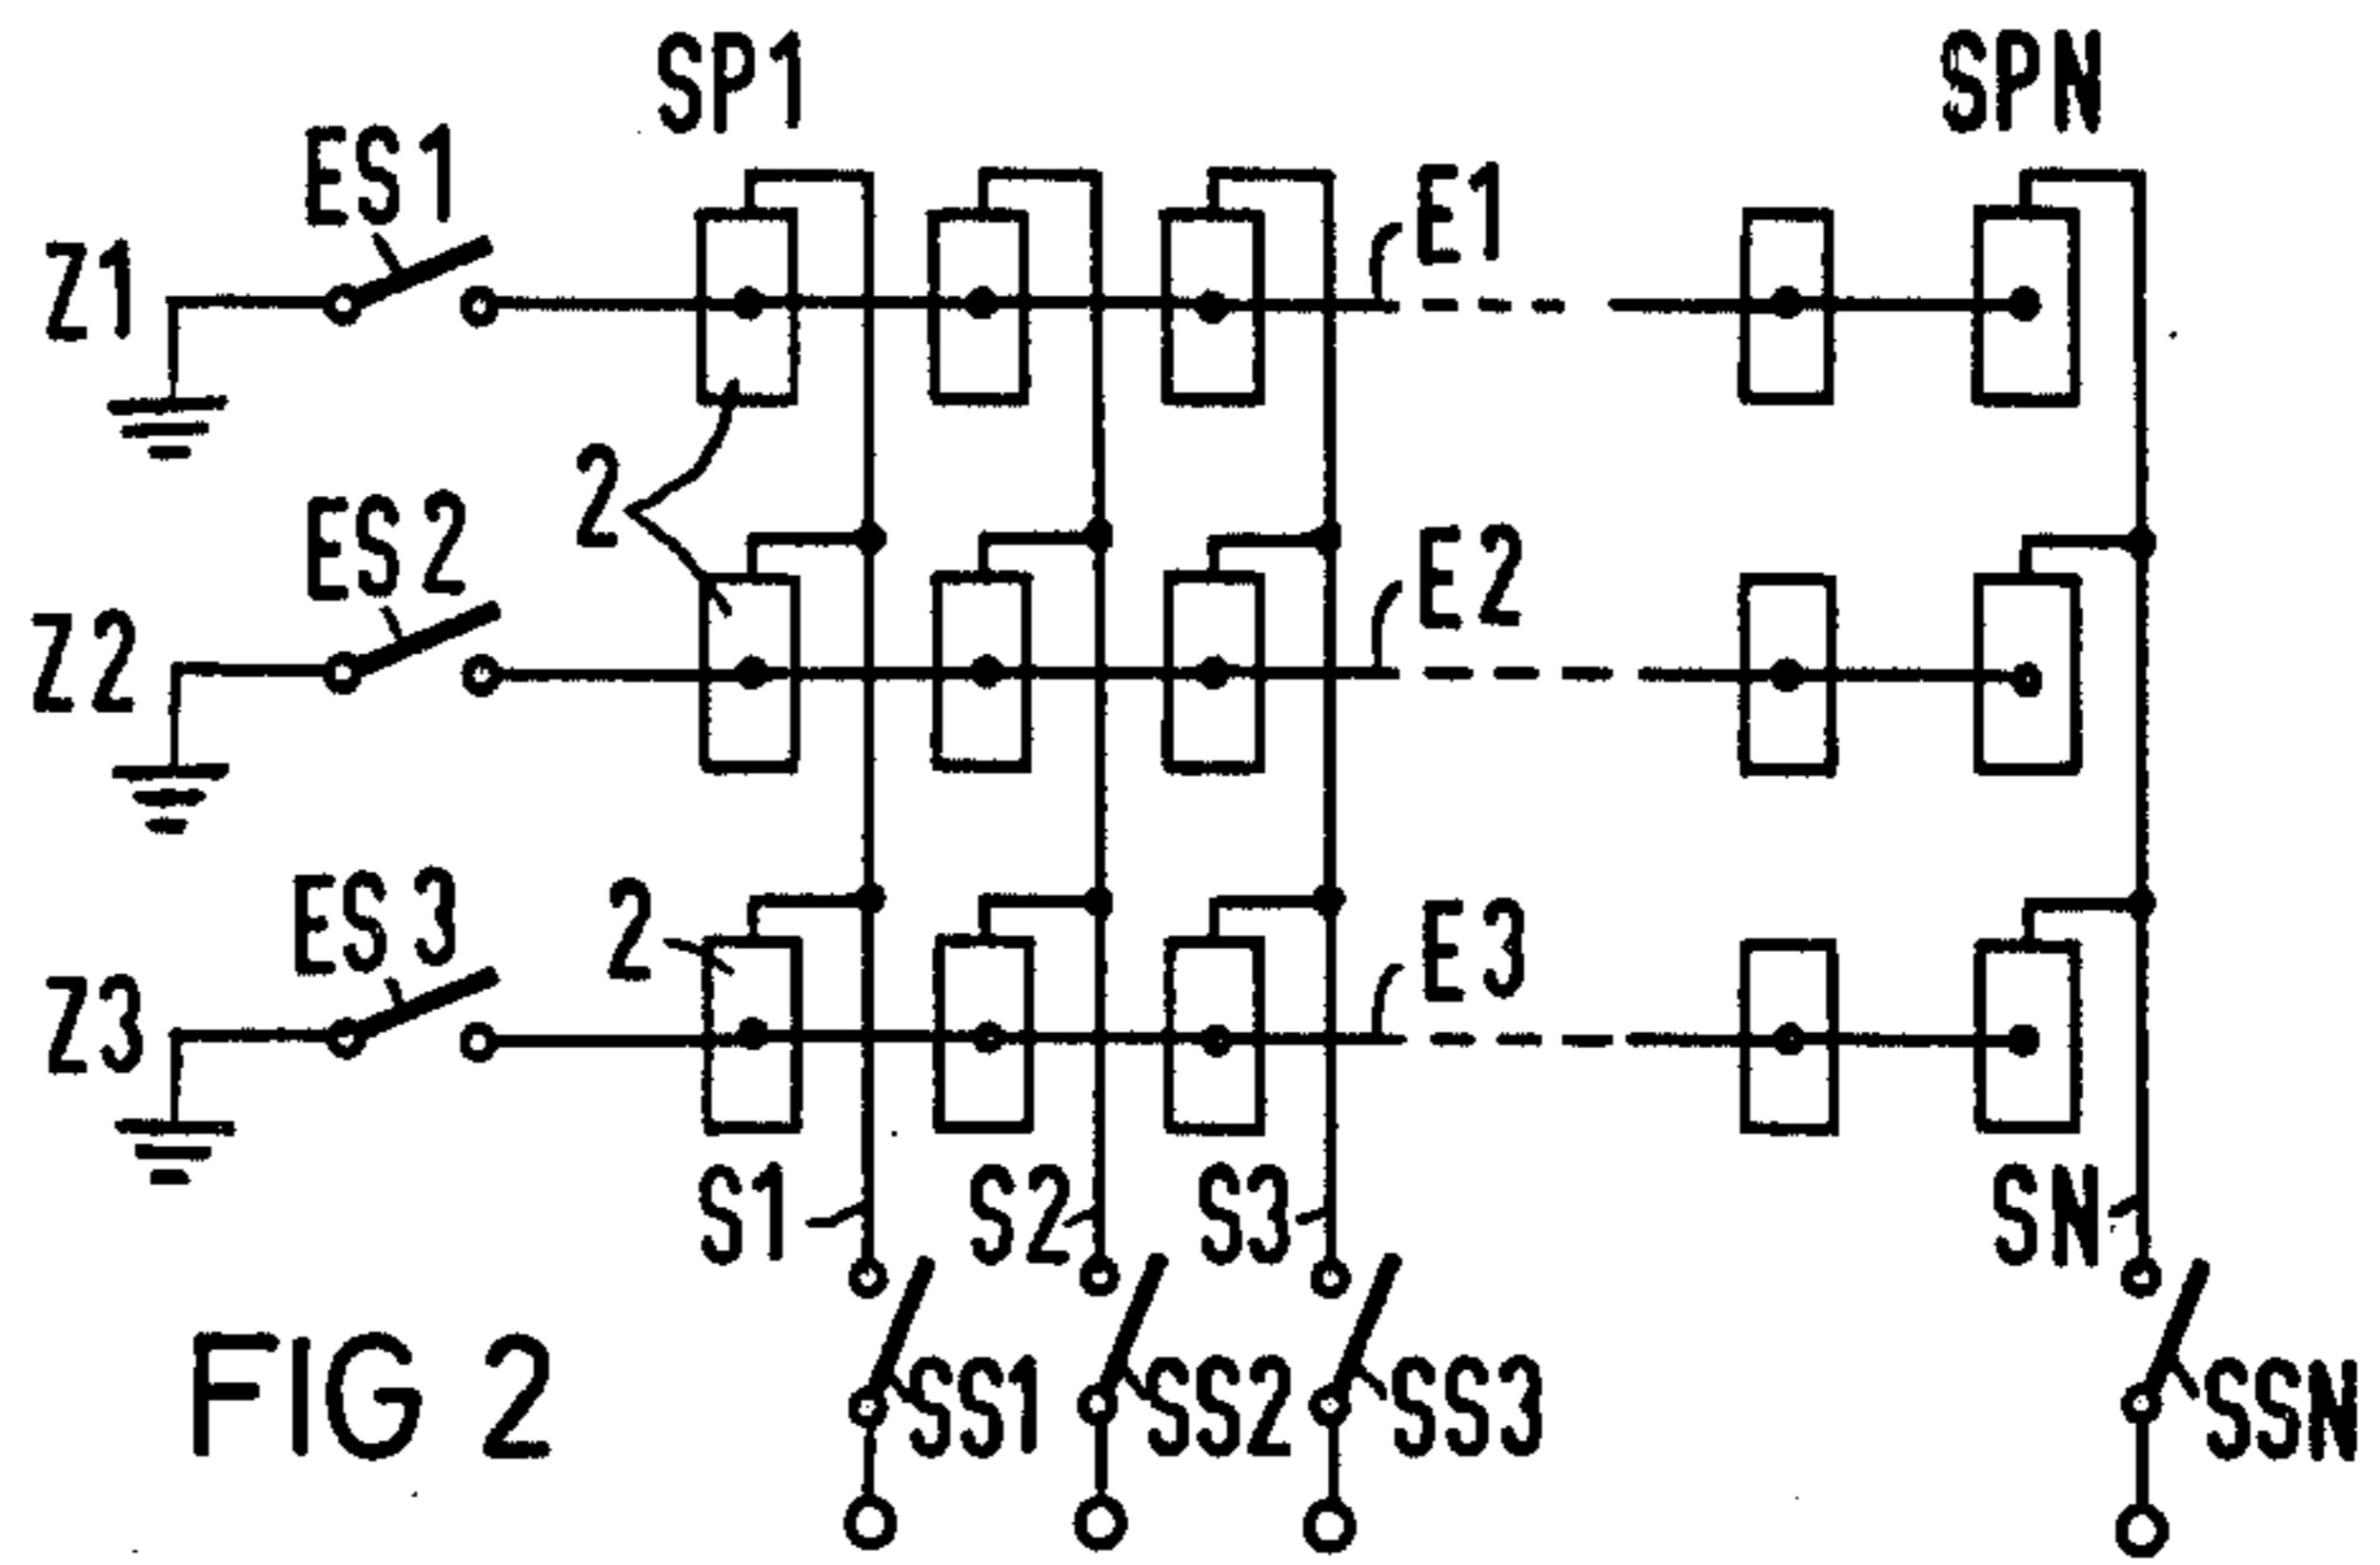 SP1 SPN
ES1 E1
Z1
2
ES2 E2
Z2
ES3 2 E3
Z3
S1 S2 S3 SN
FIG 2 SS1 SS2 SS3 SSN